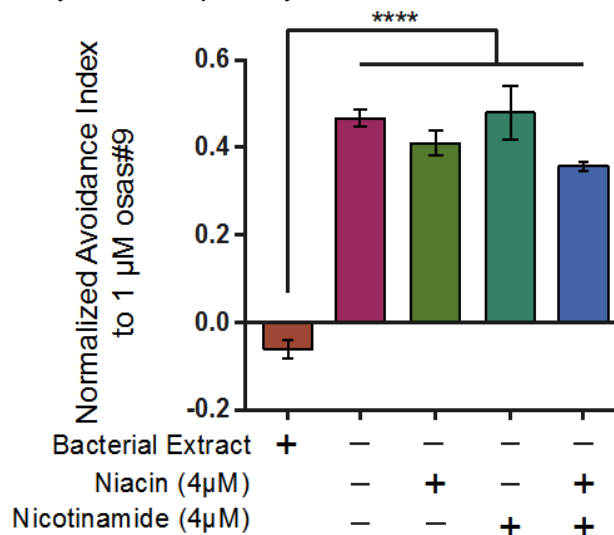 ****
Normalized Avoidance Index
to 1 µM osas#9
0.6
0.4
0.2
0.0
-0.2
Bacterial Extract + – – – –
Niacin (4µM) – + – +
Nicotinamide (4µM) – – + +